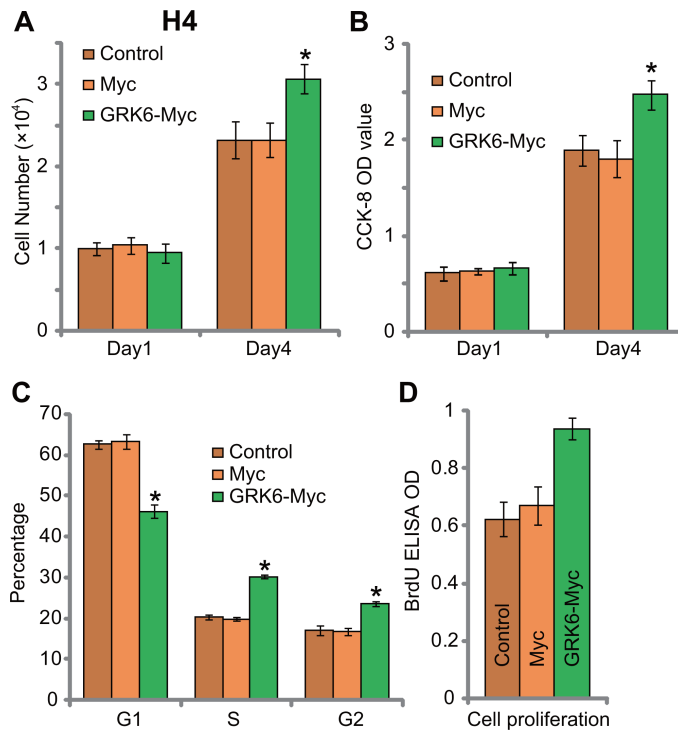 A
H4
Control
Myc
GRK6-Myc
*
Cell Number (×10⁴)
3
2
1
0
Day1
Day4
B
Control
Myc
GRK6-Myc
*
CCK-8 OD value
3
2
1
0
Day1
Day4
C
Control
Myc
GRK6-Myc
*
*
*
Percentage
70
60
50
40
30
20
10
0
G1
S
G2
D
BrdU ELISA OD
1
0.8
0.6
0.4
0.2
0
Control
Myc
GRK6-Myc
Cell proliferation